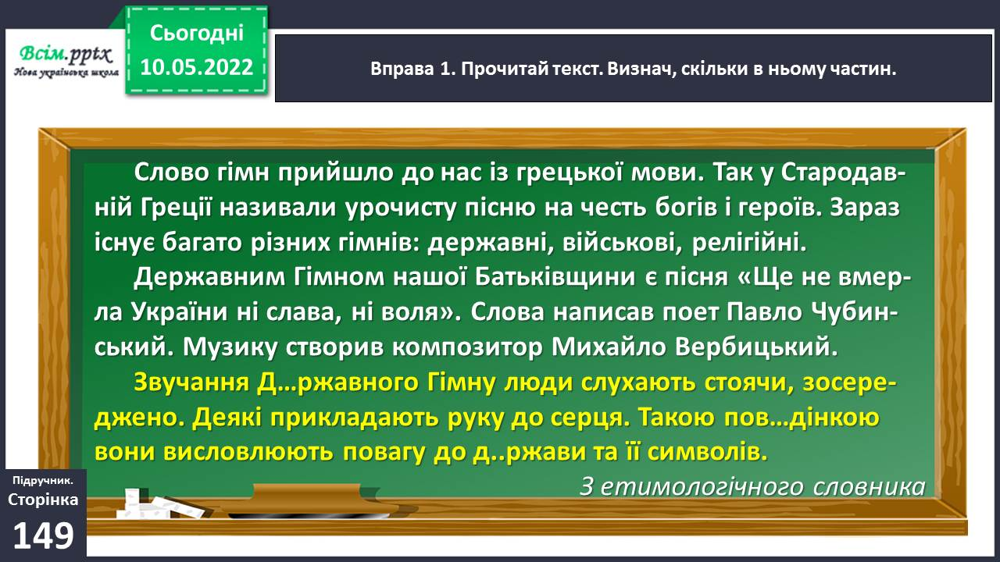 Всім.pptx
Нова українська школа
Сьогодні
10.05.2022
Вправа 1. Прочитай текст. Визнач, скільки в ньому частин.
Слово гімн прийшло до нас із грецької мови. Так у Стародав-
ній Греції називали урочисту пісню на честь богів і героїв. Зараз
існує багато різних гімнів: державні, військові, релігійні.
Державним Гімном нашої Батьківщини є пісня «Ще не вмер-
ла України ні слава, ні воля». Слова написав поет Павло Чубин-
ський. Музику створив композитор Михайло Вербицький.
Звучання Д...ржавного Гімну люди слухають стоячи, зосере-
джено. Деякі прикладають руку до серця. Такою пов...дінкою
вони висловлюють повагу до д..ржави та її символів.
З етимологічного словника
Підручник.
Сторінка
149